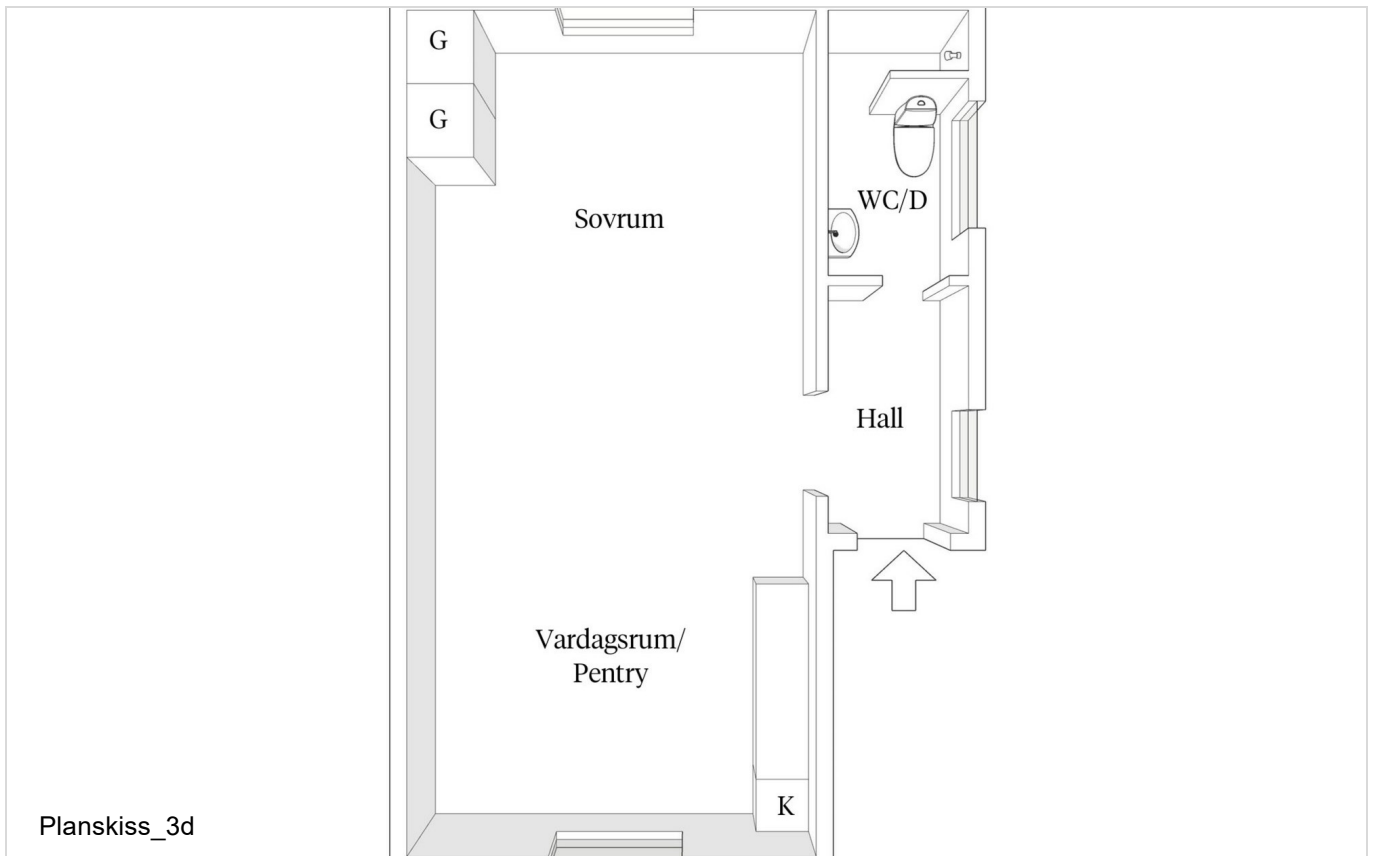 G
G
WC/D
Sovrum
Hall
Vardagsrum/
Pentry
K
Planskiss_3d